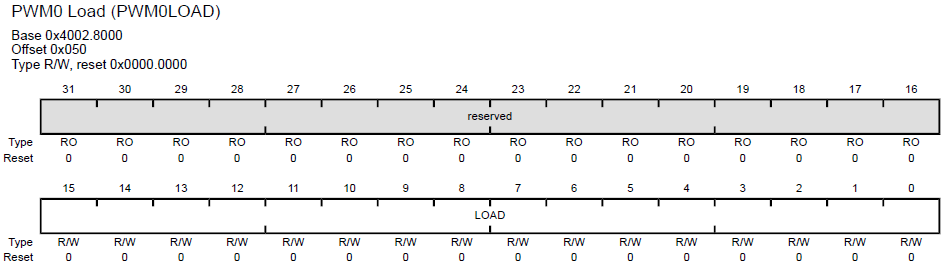 PWM0 Load (PWM0LOAD)
Base 0x4002.8000
Offset 0x050
Type R/W, reset 0x0000.0000
31 30 29 28 27 26 25 24 23 22 21 20 19 18 17 16
reserved
Type RO RO RO RO RO RO RO RO RO RO RO RO RO RO RO RO
Reset 0 0 0 0 0 0 0 0 0 0 0 0 0 0 0 0
15 14 13 12 11 10 9 8 7 6 5 4 3 2 1 0
LOAD
Type R/W R/W R/W R/W R/W R/W R/W R/W R/W R/W R/W R/W R/W R/W R/W R/W
Reset 0 0 0 0 0 0 0 0 0 0 0 0 0 0 0 0